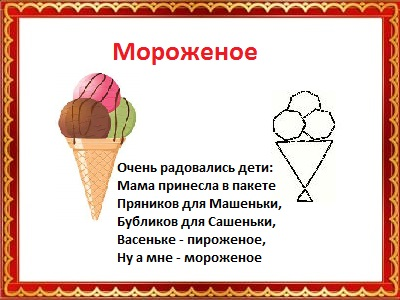 Мороженое
Очень радовались дети:
Мама принесла в пакете
Пряников для Машеньки,
Бубликов для Сашеньки,
Васеньке - пироженое,
Ну а мне - мороженое